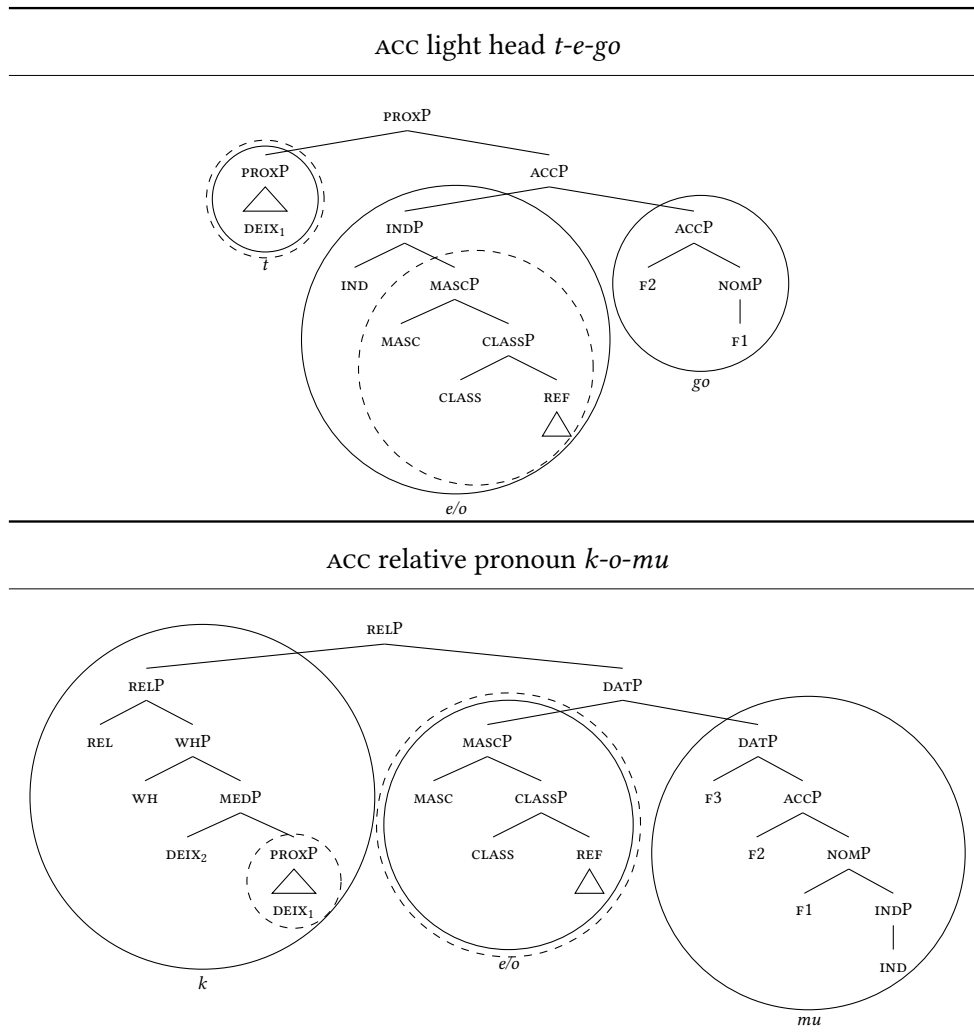 ACC light head t-e-go
PROXP
PROXP ACCP
DEIX₁ INDP ACCP
t
IND MASCP F2 NOMP
MASC CLASSP F1
go
CLASS REF
e/o
ACC relative pronoun k-o-mu
RELP
RELP DATP
REL WHP MASCP DATP
WH MEDP MASC CLASSP F3 ACCP
DEIX₂ PROXP CLASS REF F2 NOMP
DEIX₁ F1 INDP
e/o IND
k
mu